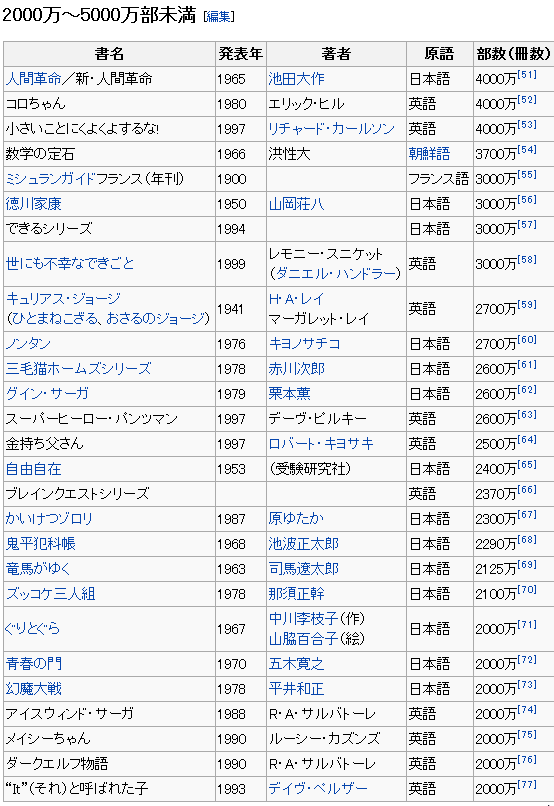 2000万～5000万部未満 [編集]
書名 発表年 著者 原語 部数(冊数)
人間革命／新・人間革命 1965 池田大作 日本語 4000万[51]
コロちゃん 1980 エリック・ヒル 英語 4000万[52]
小さいことにくよくよするな! 1997 リチャード・カールソン 英語 4000万[53]
数学の定石 1966 洪性大 朝鮮語 3700万[54]
ミシュランガイドフランス(年刊) 1900 フランス語 3000万[55]
徳川家康 1950 山岡荘八 日本語 3000万[56]
できるシリーズ 1994 日本語 3000万[57]
世にも不幸なできごと 1999 レモニー・スニケット
(ダニエル・ハンドラー) 英語 3000万[58]
キュリアス・ジョージ
(ひとまねこざる、おさるのジョージ) 1941 H・A・レイ
マーガレット・レイ 英語 2700万[59]
ノンタン 1976 キヨノサチコ 日本語 2700万[60]
三毛猫ホームズシリーズ 1978 赤川次郎 日本語 2600万[61]
グイン・サーガ 1979 栗本薫 日本語 2600万[62]
スーパーヒーロー・パンツマン 1997 デーヴ・ピルキー 英語 2600万[63]
金持ち父さん 1997 ロバート・キヨサキ 英語 2500万[64]
自由自在 1953 (受験研究社) 日本語 2400万[65]
ブレインクエストシリーズ 英語 2370万[66]
かいけつゾロリ 1987 原ゆたか 日本語 2300万[67]
鬼平犯科帳 1968 池波正太郎 日本語 2290万[68]
竜馬がゆく 1963 司馬遼太郎 日本語 2125万[69]
ズッコケ三人組 1978 那須正幹 日本語 2100万[70]
ぐりとぐら 1967 中川李枝子(作)
山脇百合子(絵) 日本語 2000万[71]
青春の門 1970 五木寛之 日本語 2000万[72]
幻魔大戦 1978 平井和正 日本語 2000万[73]
アイスウィンド・サーガ 1988 R・A・サルバトーレ 英語 2000万[74]
メイシーちゃん 1990 ルーシー・カズンズ 英語 2000万[75]
ダークエルフ物語 1990 R・A・サルバトーレ 英語 2000万[76]
“It”(それ)と呼ばれた子 1993 デイヴ・ペルザー 英語 2000万[77]